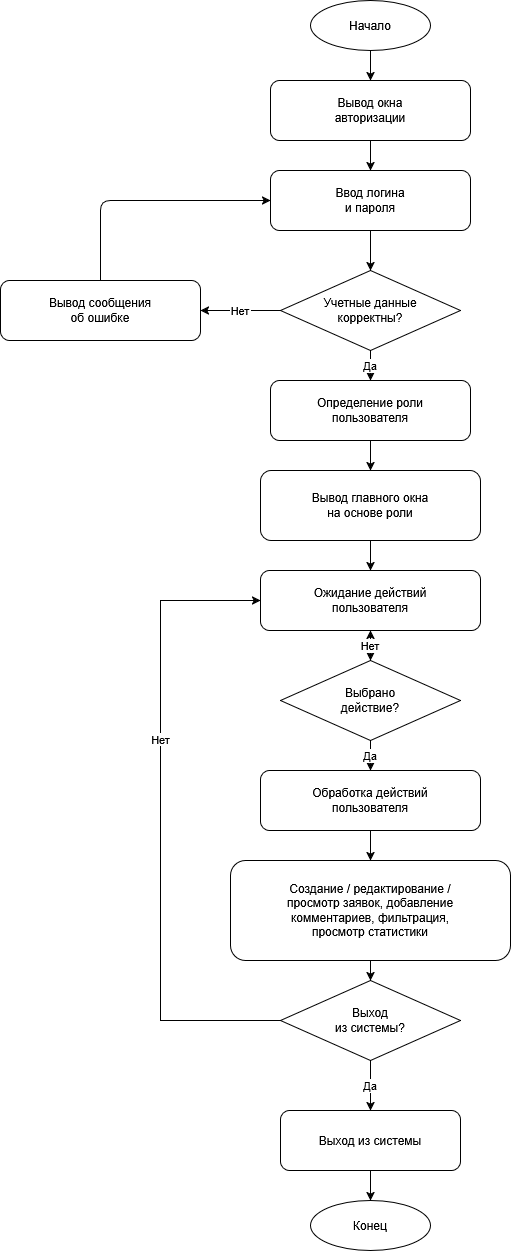 Начало
Вывод окна
авторизации
Ввод логина
и пароля
Учетные данные
корректны?
Нет
Вывод сообщения
об ошибке
Да
Определение роли
пользователя
Вывод главного окна
на основе роли
Ожидание действий
пользователя
Нет
Выбрано
действие?
Нет
Да
Обработка действий
пользователя
Создание / редактирование /
просмотр заявок, добавление
комментариев, фильтрация,
просмотр статистики
Выход
из системы?
Да
Выход из системы
Конец